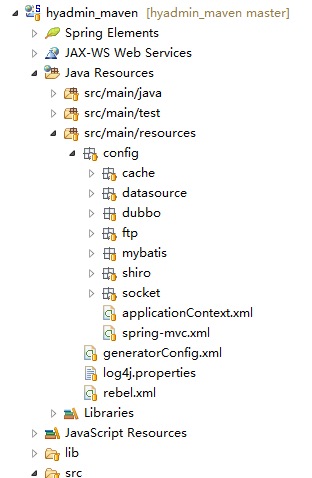 hyadmin_maven [hyadmin_maven master]
Spring Elements
JAX-WS Web Services
Java Resources
src/main/java
src/main/test
src/main/resources
config
cache
datasource
dubbo
ftp
mybatis
shiro
socket
applicationContext.xml
spring-mvc.xml
generatorConfig.xml
log4j.properties
rebel.xml
Libraries
JavaScript Resources
lib
src